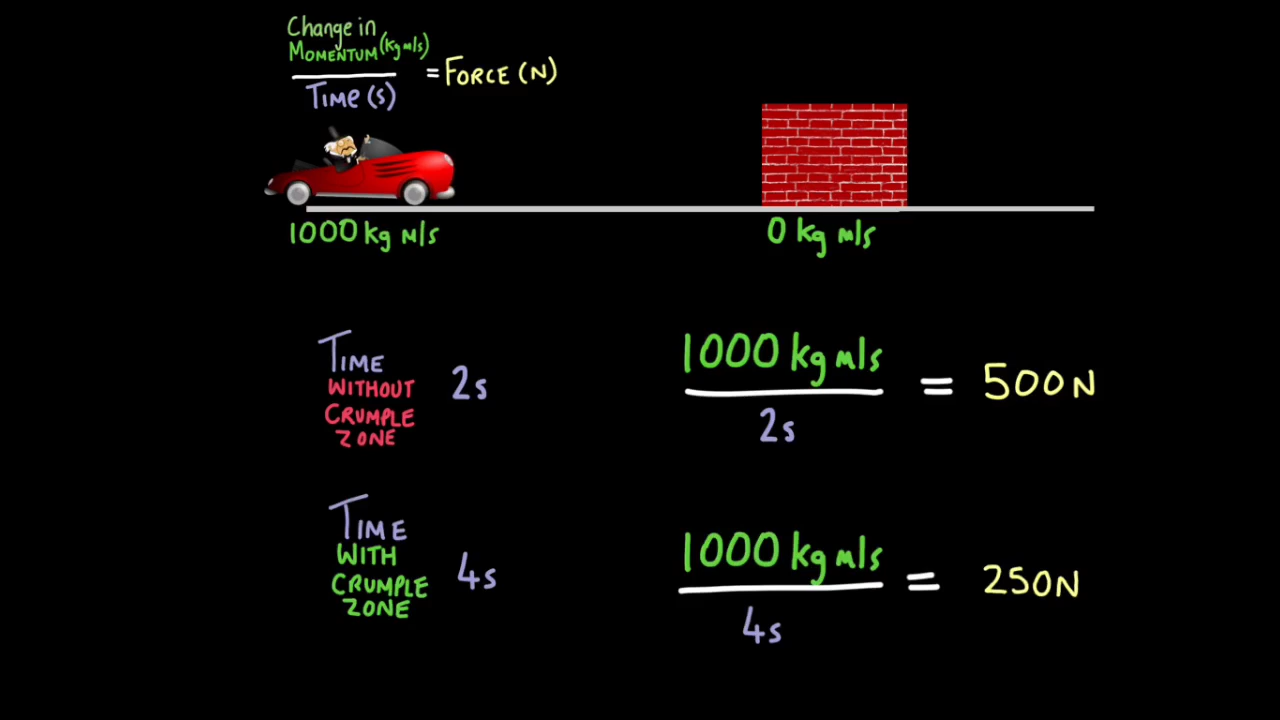 Change in
MOMENTUM (kg m/s)
TIME (s)
= FORCE (N)
1000 kg m/s
0 kg m/s
TIME
WITHOUT
CRUMPLE
ZONE
2s
1000 kg m/s
2s
= 500N
TIME
WITH
CRUMPLE
ZONE
4s
1000 kg m/s
4s
= 250N